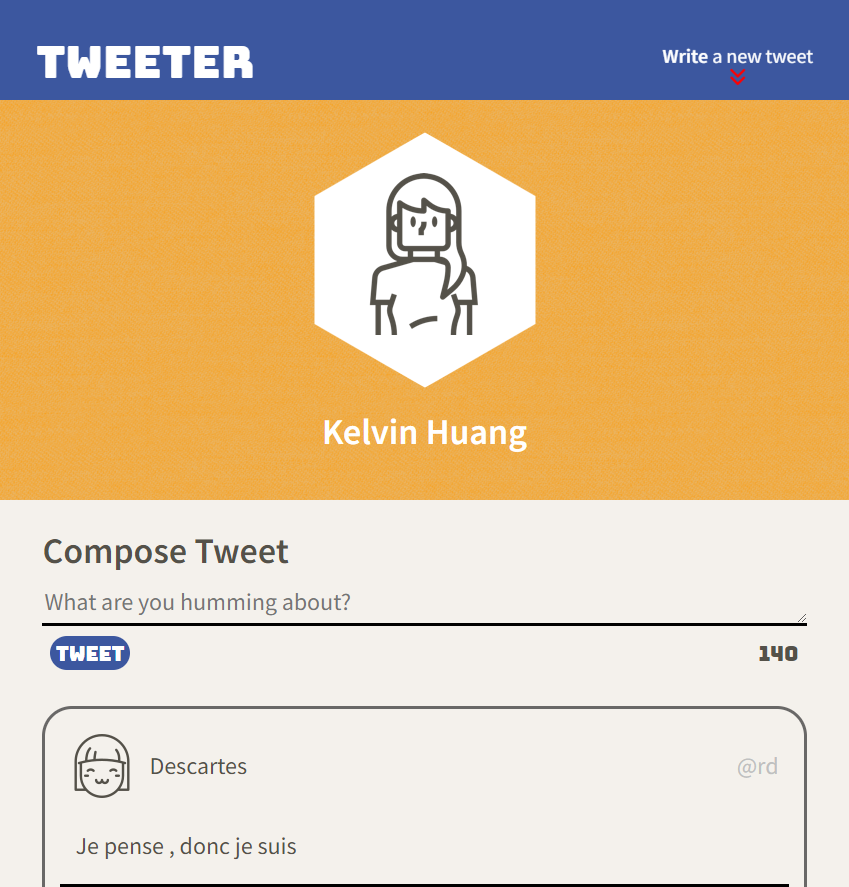 TWEETER
Write a new tweet
Kelvin Huang
Compose Tweet
What are you humming about?
TWEET
140
Descartes
@rd
Je pense , donc je suis